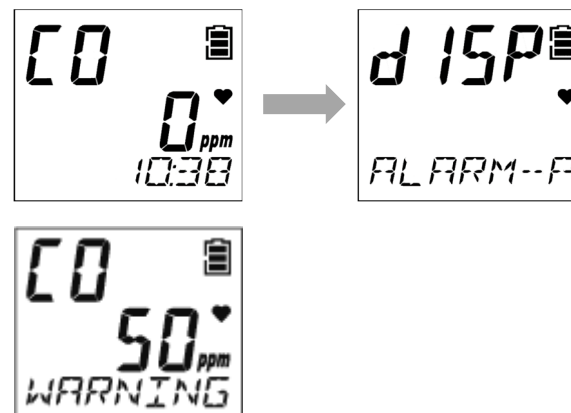 CO
0 ppm
10:38
dISP
ALARM--A
CO
50 ppm
WARNING